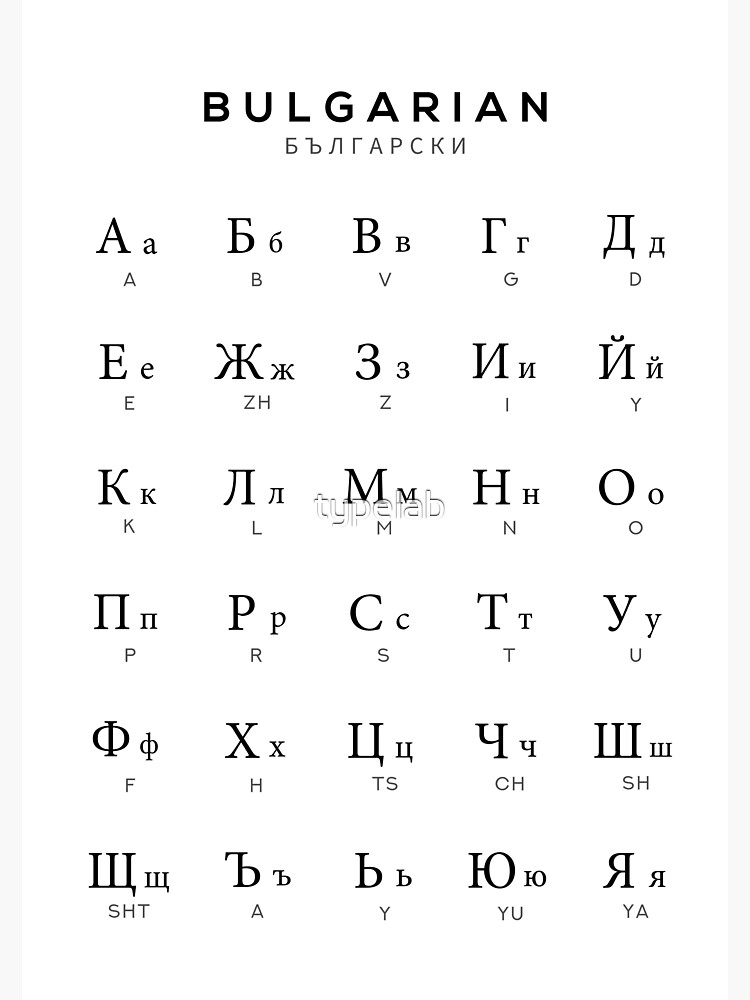 BULGARIAN
БЪЛГАРСКИ
А а Б б В в Г г Д д
A B V G D
Е е Ж ж З з И и Й й
E ZH Z I Y
К к Л л М м Н н О о
typelab
K L M N O
П п Р р С с Т т У у
P R S T U
Ф ф Х х Ц ц Ч ч Ш ш
F H TS CH SH
Щ щ Ъ ъ Ь ь Ю ю Я я
SHT A Y YU YA